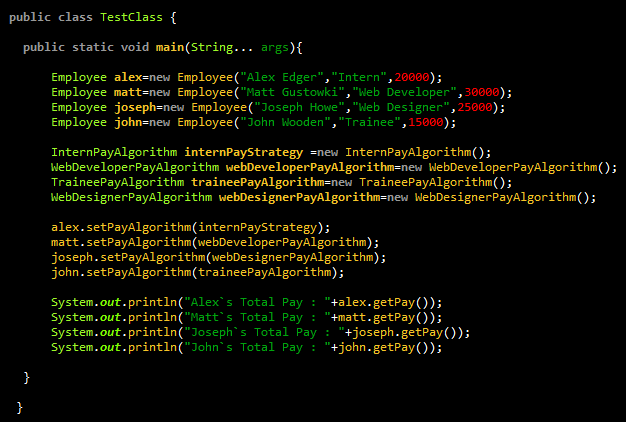 public class TestClass {
public static void main(String... args){
Employee alex=new Employee("Alex Edger","Intern",20000);
Employee matt=new Employee("Matt Gustowki","Web Developer",30000);
Employee joseph=new Employee("Joseph Howe","Web Designer",25000);
Employee john=new Employee("John Wooden","Trainee",15000);
InternPayAlgorithm internPayStrategy =new InternPayAlgorithm();
WebDeveloperPayAlgorithm webDeveloperPayAlgorithm=new WebDeveloperPayAlgorithm();
TraineePayAlgorithm traineePayAlgorithm=new TraineePayAlgorithm();
WebDesignerPayAlgorithm webDesignerPayAlgorithm=new WebDesignerPayAlgorithm();
alex.setPayAlgorithm(internPayStrategy);
matt.setPayAlgorithm(webDeveloperPayAlgorithm);
joseph.setPayAlgorithm(webDesignerPayAlgorithm);
john.setPayAlgorithm(traineePayAlgorithm);
System.out.println("Alex`s Total Pay : "+alex.getPay());
System.out.println("Matt`s Total Pay : "+matt.getPay());
System.out.println("Joseph`s Total Pay : "+joseph.getPay());
System.out.println("John`s Total Pay : "+john.getPay());
}
}